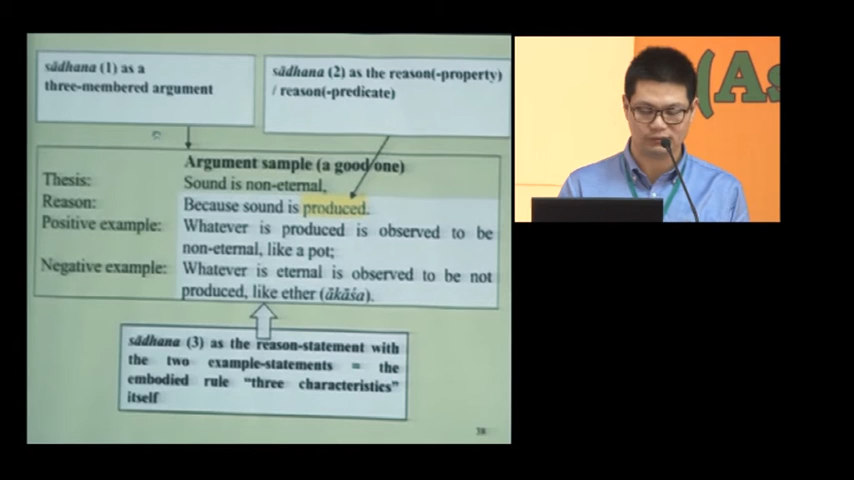 sādhana (1) as a
three-membered argument
sādhana (2) as the reason(-property)
/ reason(-predicate)
Argument sample (a good one)
Thesis: Sound is non-eternal,
Reason: Because sound is produced.
Positive example: Whatever is produced is observed to be
non-eternal, like a pot;
Negative example: Whatever is eternal is observed to be not
produced, like ether (ākāśa).
sādhana (3) as the reason-statement with
the two example-statements = the
embodied rule "three characteristics"
itself
38
(As